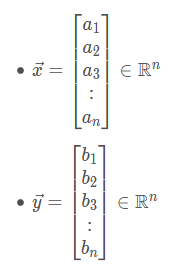 • x⃗ = [a₁ a₂ a₃ : aₙ] ∈ ℝⁿ
• y⃗ = [b₁ b₂ b₃ : bₙ] ∈ ℝⁿ